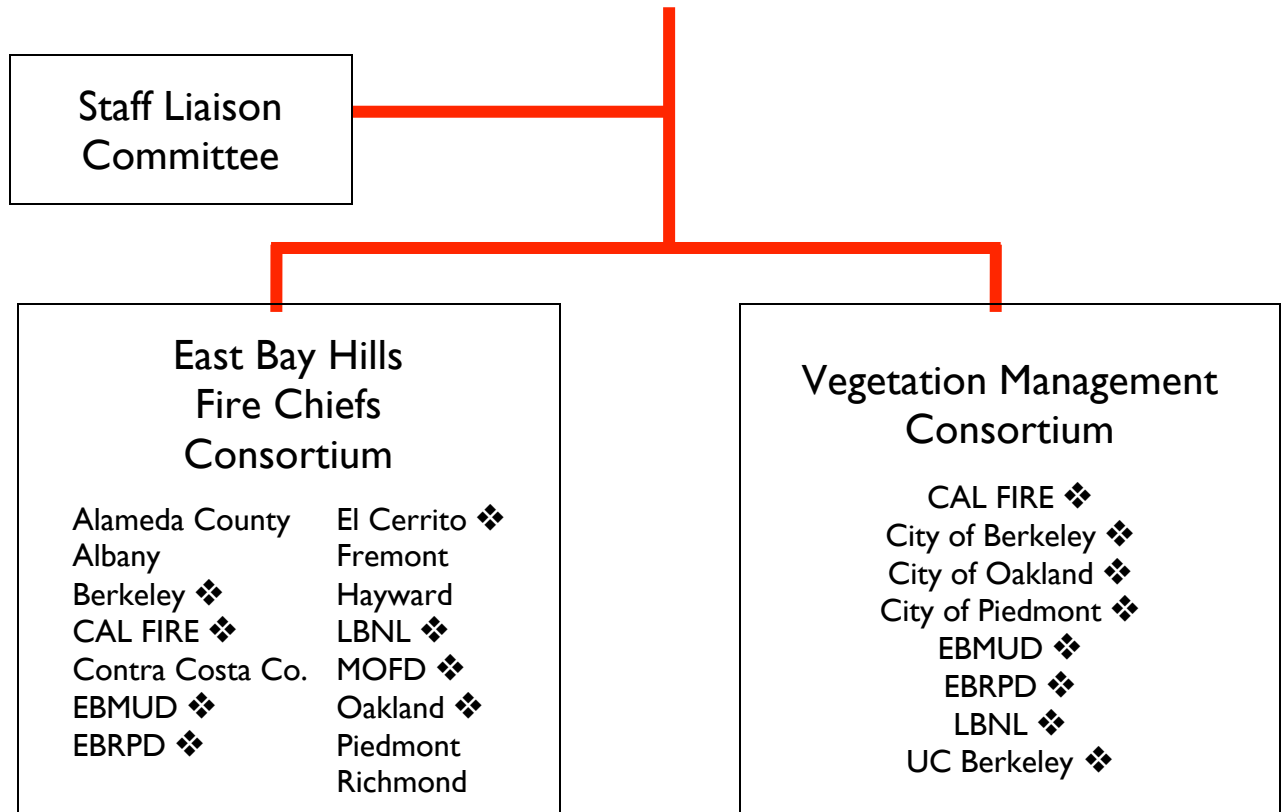 Staff Liaison
Committee
East Bay Hills
Fire Chiefs
Consortium
Alameda County
Albany
Berkeley ❖
CAL FIRE ❖
Contra Costa Co.
EBMUD ❖
EBRPD ❖
El Cerrito ❖
Fremont
Hayward
LBNL ❖
MOFD ❖
Oakland ❖
Piedmont
Richmond
Vegetation Management
Consortium
CAL FIRE ❖
City of Berkeley ❖
City of Oakland ❖
City of Piedmont ❖
EBMUD ❖
EBRPD ❖
LBNL ❖
UC Berkeley ❖